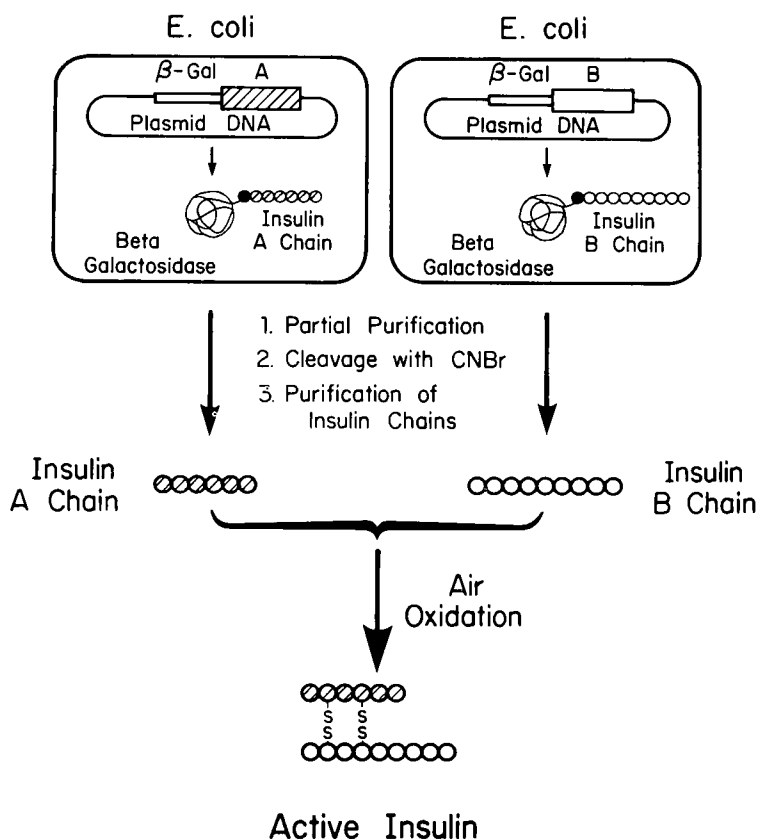 E. coli
β-Gal A
Plasmid DNA
Insulin
A Chain
Beta
Galactosidase
E. coli
β-Gal B
Plasmid DNA
Insulin
B Chain
Beta
Galactosidase
1. Partial Purification
2. Cleavage with CNBr
3. Purification of
Insulin Chains
Insulin
A Chain
Insulin
B Chain
Air
Oxidation
S S
S S
Active Insulin